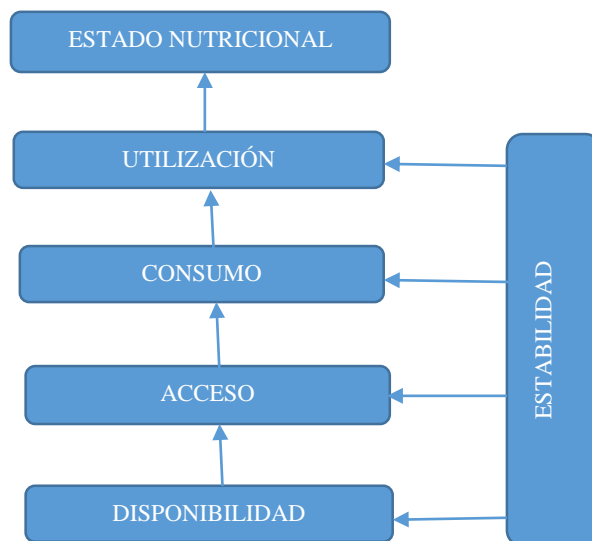 ESTADO NUTRICIONAL
UTILIZACIÓN
CONSUMO
ACCESO
DISPONIBILIDAD
ESTABILIDAD